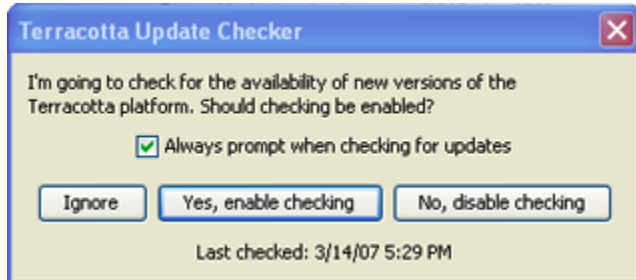 Terracotta Update Checker
I'm going to check for the availability of new versions of the
Terracotta platform. Should checking be enabled?
Always prompt when checking for updates
Ignore Yes, enable checking No, disable checking
Last checked: 3/14/07 5:29 PM